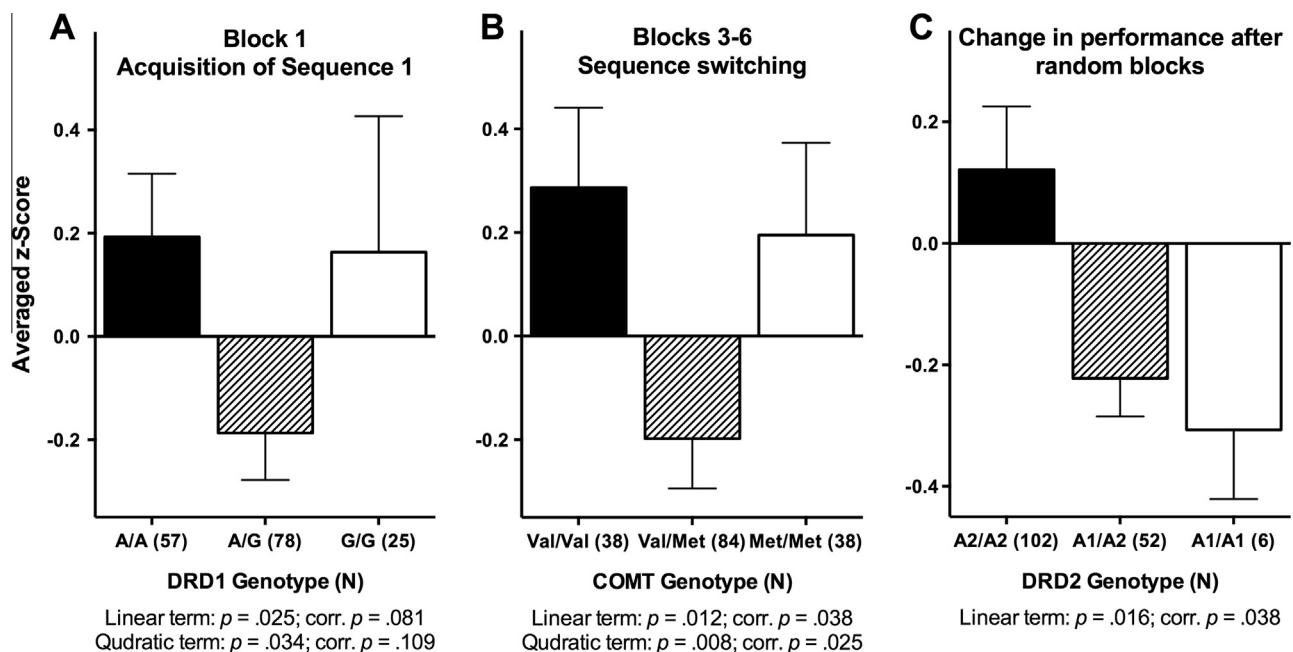 A
Block 1
Acquisition of Sequence 1
Averaged z-Score
0.4
0.2
0.0
-0.2
A/A (57) A/G (78) G/G (25)
DRD1 Genotype (N)
Linear term: p = .025; corr. p = .081
Qudratic term: p = .034; corr. p = .109
B
Blocks 3-6
Sequence switching
0.4
0.2
0.0
-0.2
Val/Val (38) Val/Met (84) Met/Met (38)
COMT Genotype (N)
Linear term: p = .012; corr. p = .038
Qudratic term: p = .008; corr. p = .025
C
Change in performance after
random blocks
0.2
0.0
-0.2
-0.4
A2/A2 (102) A1/A2 (52) A1/A1 (6)
DRD2 Genotype (N)
Linear term: p = .016; corr. p = .038